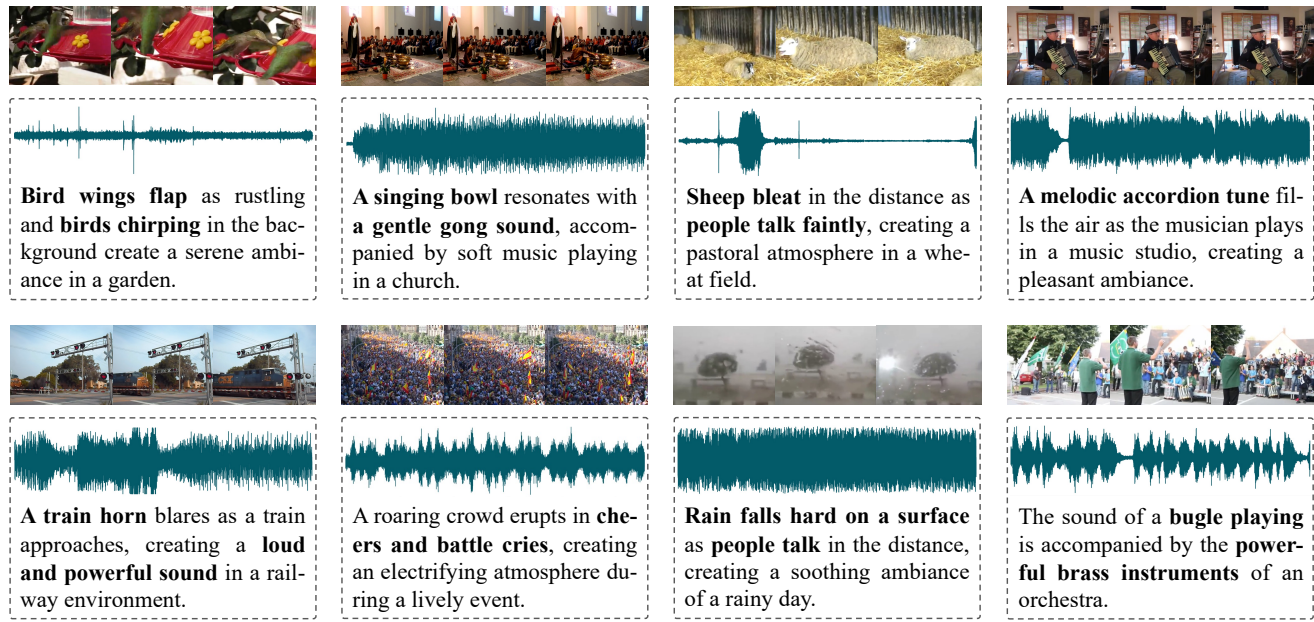 Bird wings flap as rustling
and birds chirping in the bac-
kground create a serene ambi-
ance in a garden.
A singing bowl resonates with
a gentle gong sound, accom-
panied by soft music playing
in a church.
Sheep bleat in the distance as
people talk faintly, creating a
pastoral atmosphere in a whe-
at field.
A melodic accordion tune fil-
ls the air as the musician plays
in a music studio, creating a
pleasant ambiance.
A train horn blares as a train
approaches, creating a loud
and powerful sound in a rail-
way environment.
A roaring crowd erupts in che-
ers and battle cries, creating
an electrifying atmosphere du-
ring a lively event.
Rain falls hard on a surface
as people talk in the distance,
creating a soothing ambiance
of a rainy day.
The sound of a bugle playing
is accompanied by the power-
ful brass instruments of an
orchestra.